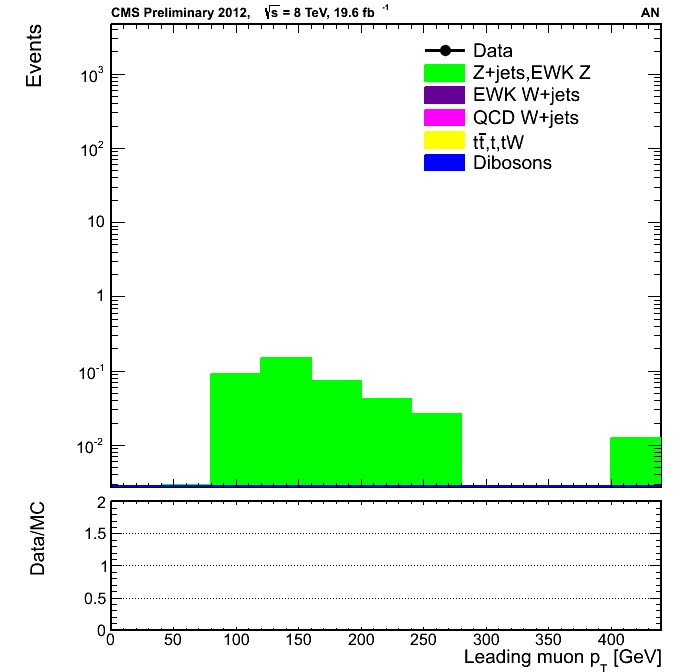 CMS Preliminary 2012, √s = 8 TeV, 19.6 fb⁻¹ AN
Events
Data
Z+jets,EWK Z
EWK W+jets
QCD W+jets
tt̅,t,tW
Dibosons
10³
10²
10
1
10⁻¹
10⁻²
Data/MC
2
1.5
1
0.5
0
0 50 100 150 200 250 300 350 400
Leading muon p_T [GeV]